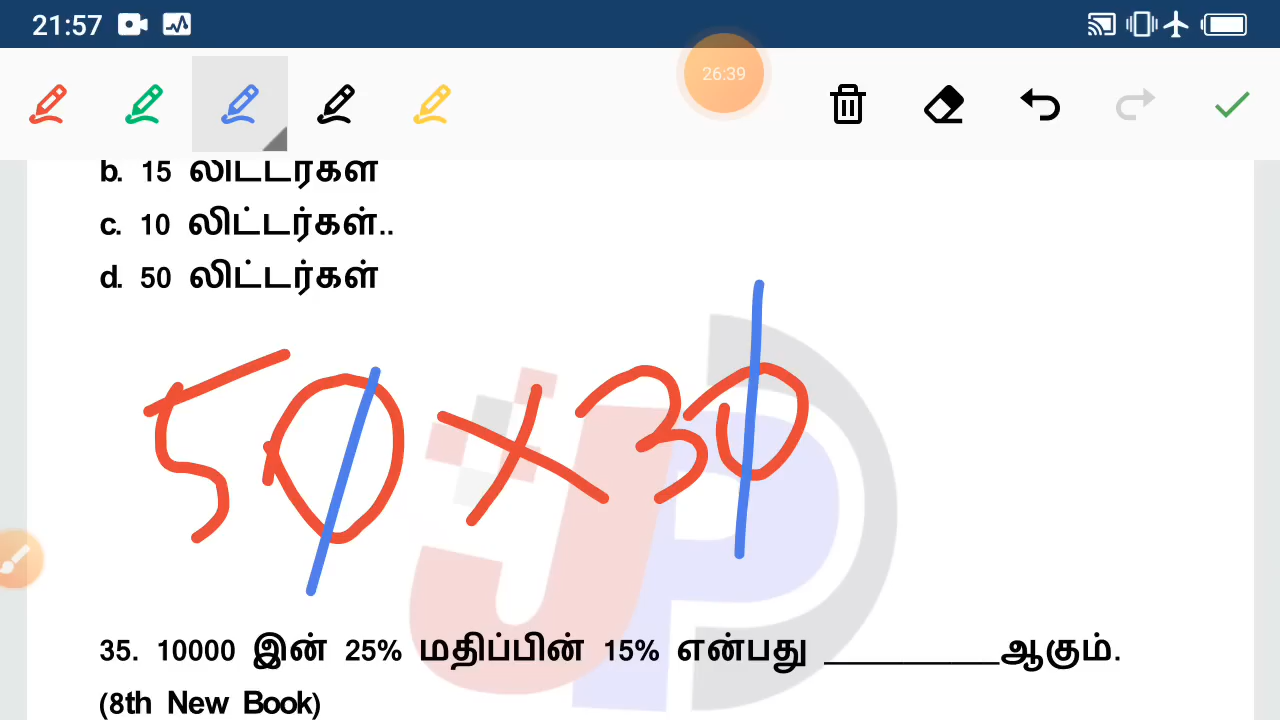 21:57
26:39
b. 15 லிட்டர்கள்
c. 10 லிட்டர்கள்..
d. 50 லிட்டர்கள்
50 × 30
JP
35. 10000 இன் 25% மதிப்பின் 15% என்பது __________ஆகும்.
(8th New Book)